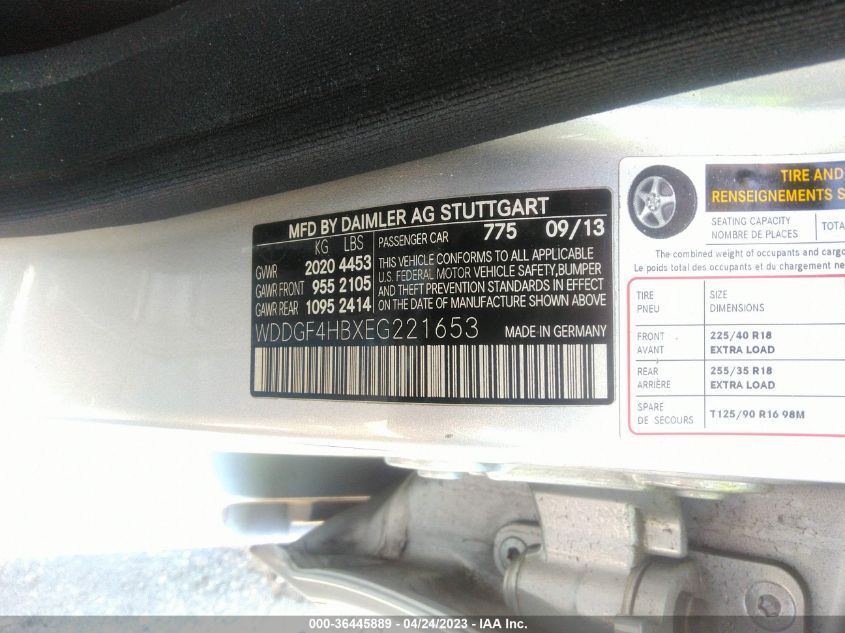 MFD BY DAIMLER AG STUTTGART
KG LBS PASSENGER CAR 775 09/13
GVWR 2020 4453
GAWR FRONT 955 2105
GAWR REAR 1095 2414
THIS VEHICLE CONFORMS TO ALL APPLICABLE
U.S. FEDERAL MOTOR VEHICLE SAFETY, BUMPER
AND THEFT PREVENTION STANDARDS IN EFFECT
ON THE DATE OF MANUFACTURE SHOWN ABOVE
WDDGF4HBXEG221653 MADE IN GERMANY
TIRE AND
RENSEIGNEMENTS S
SEATING CAPACITY
NOMBRE DE PLACES
TOTA
The combined weight of occupants and cargo
Le poids total des occupants et du chargement ne
TIRE SIZE
PNEU DIMENSIONS
FRONT 225/40 R18
AVANT EXTRA LOAD
REAR 255/35 R18
ARRIÈRE EXTRA LOAD
SPARE
DE SECOURS
T125/90 R16 98M
000-36445889 - 04/24/2023 - IAA Inc.